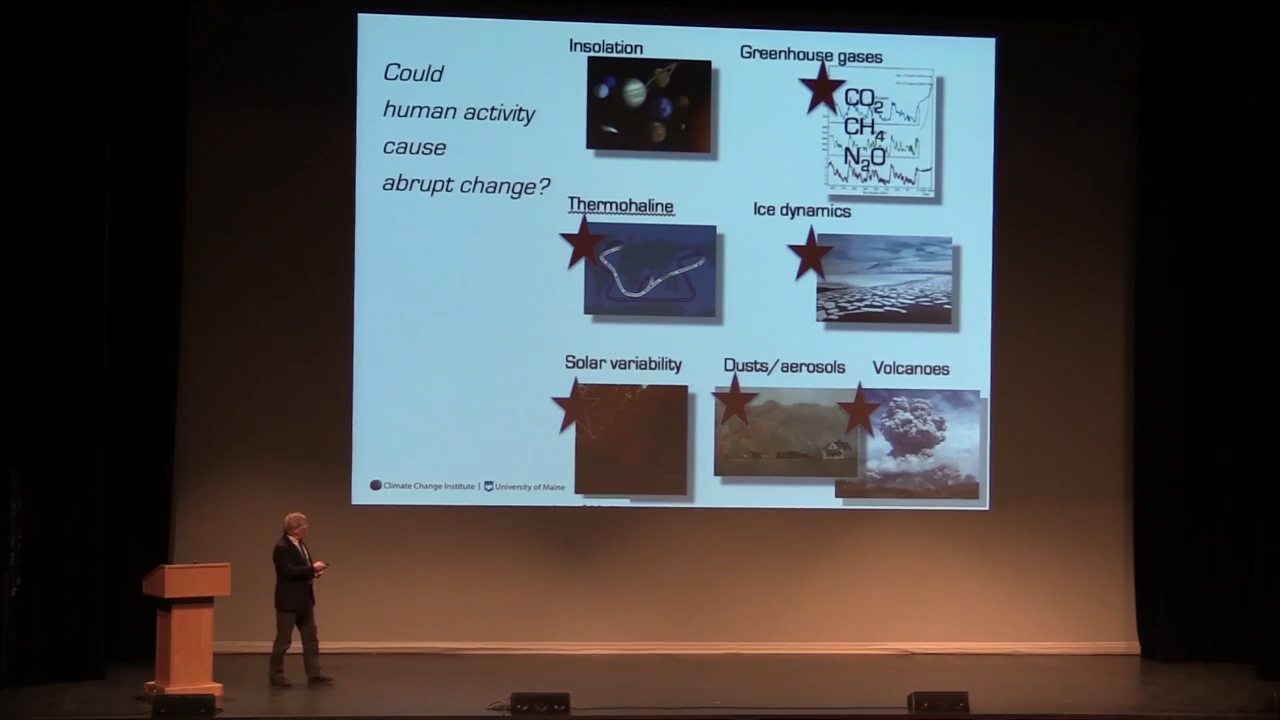 Could
human activity
cause
abrupt change?
Insolation
Greenhouse gases
CO₂
CH₄
N₂O
Thermohaline
Ice dynamics
Solar variability
Dusts/aerosols
Volcanoes
Climate Change Institute | University of Maine